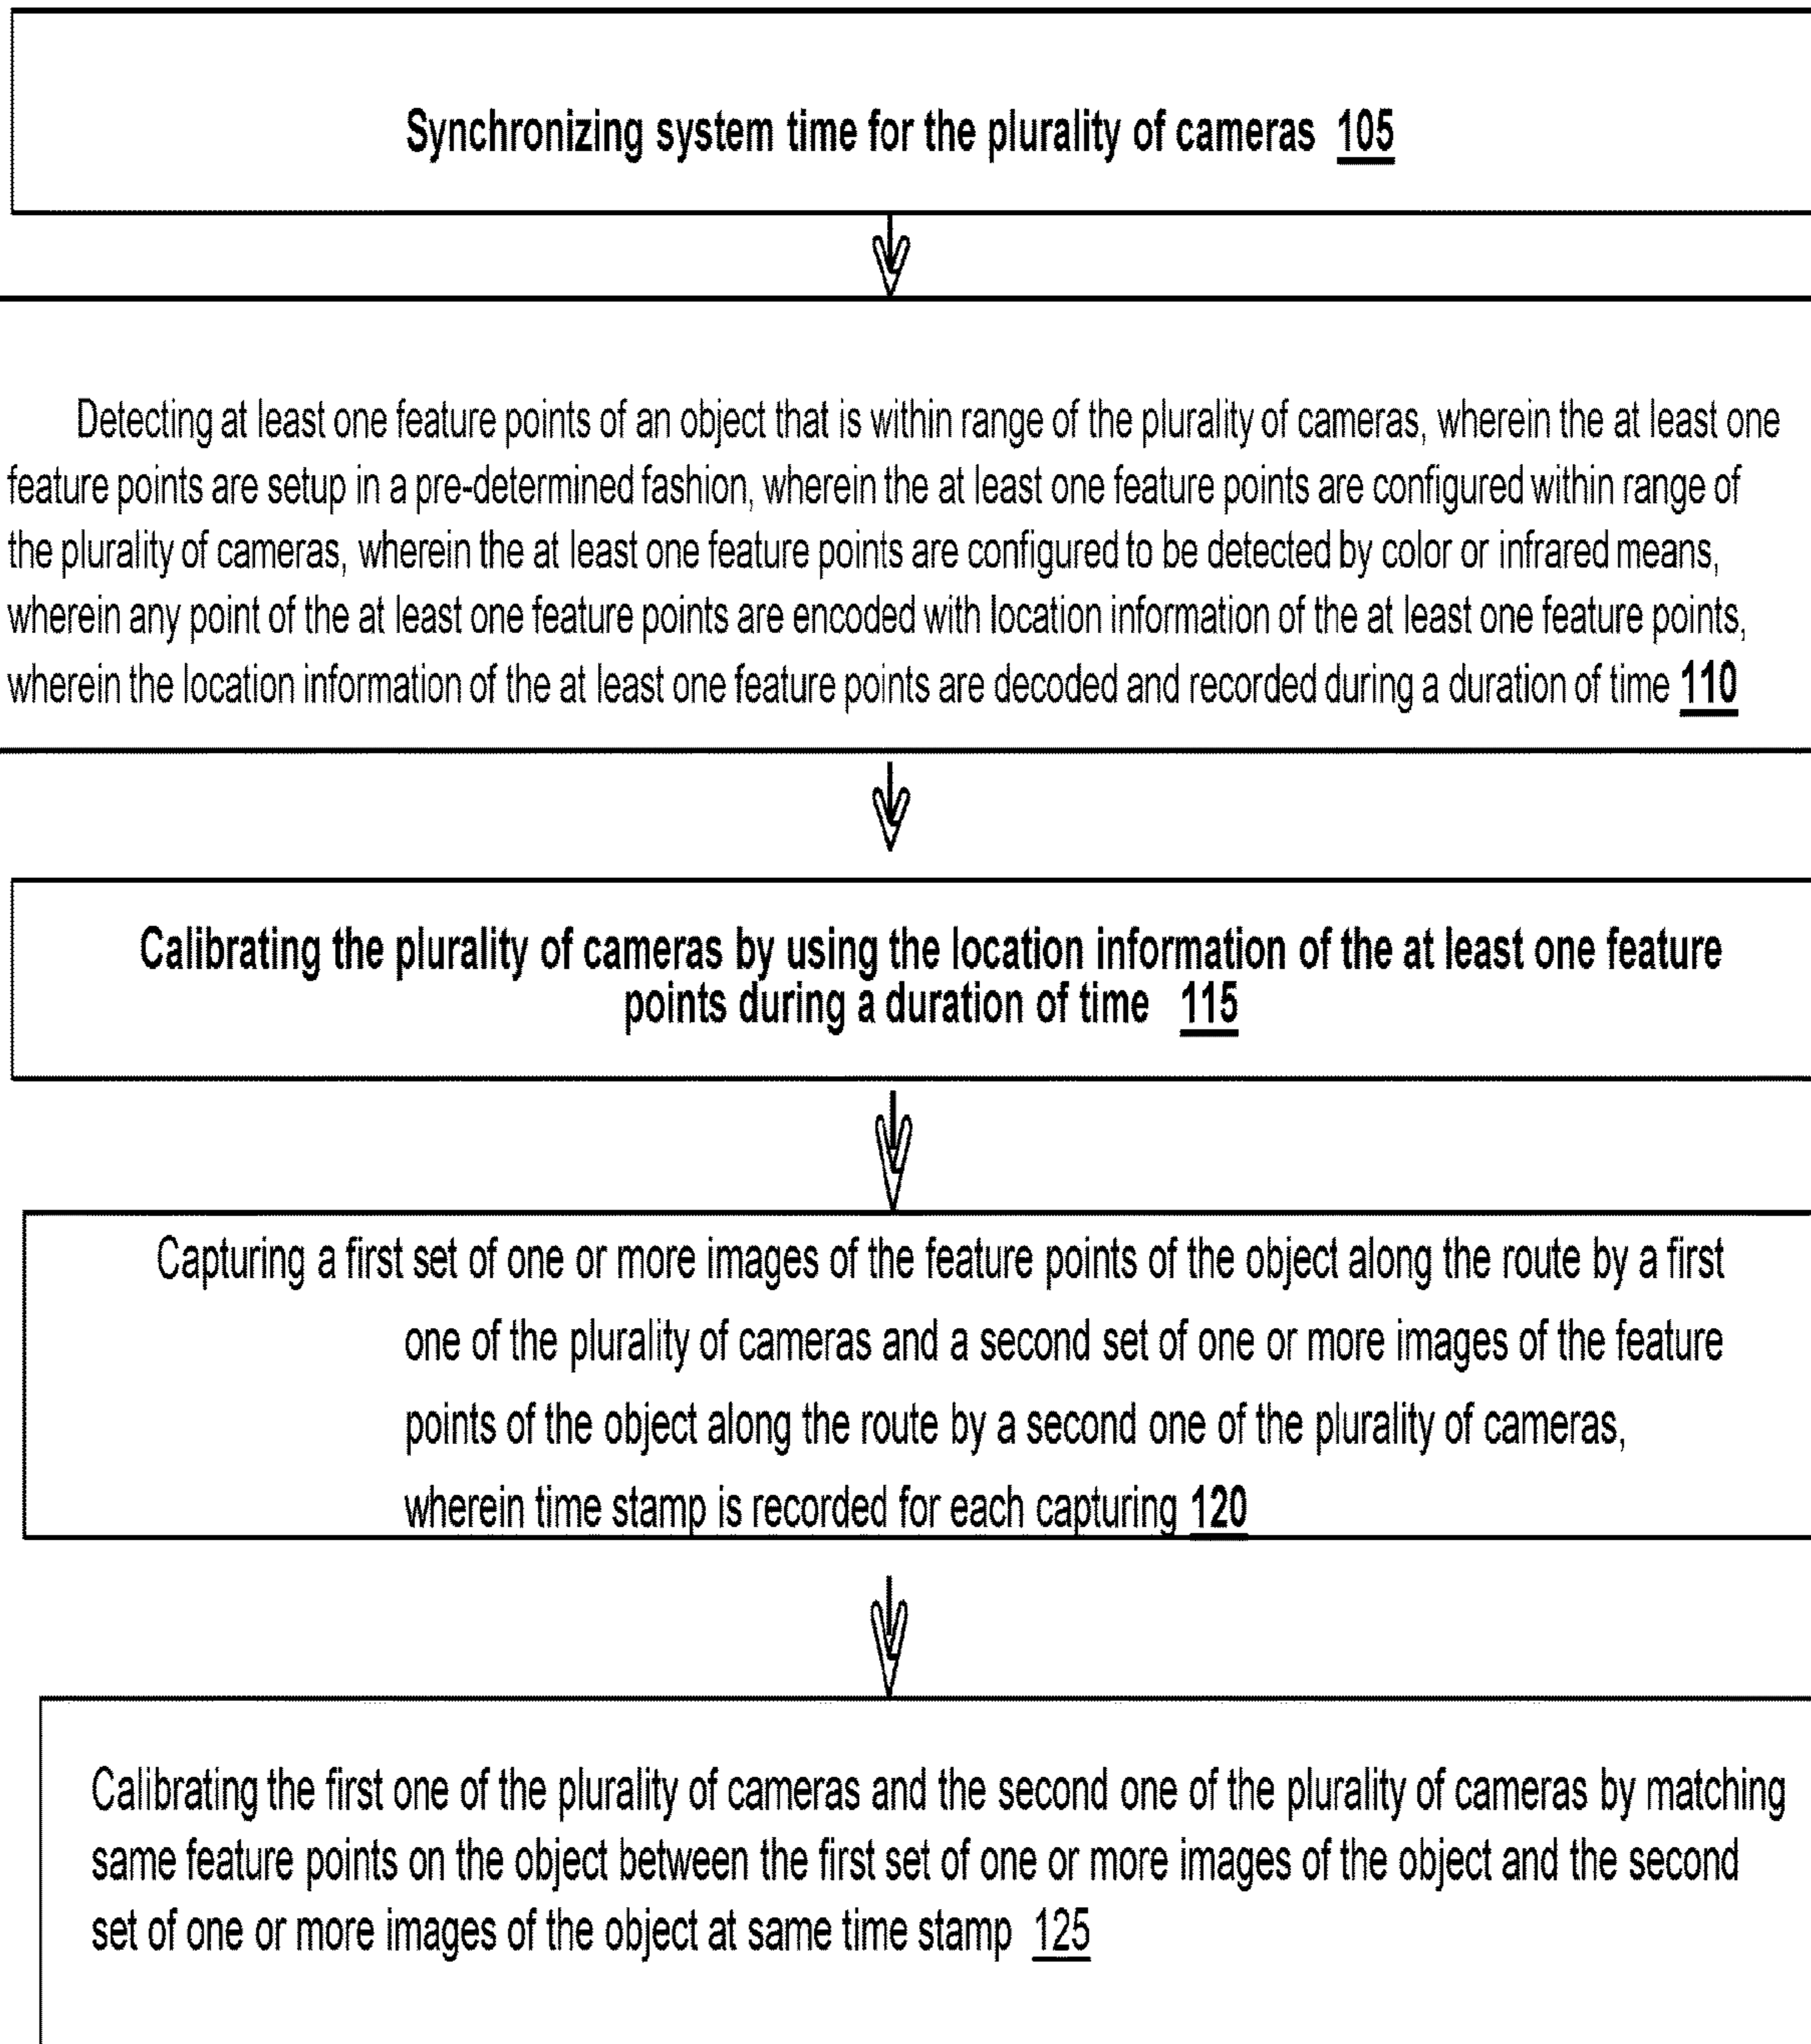 Synchronizing system time for the plurality of cameras 105
Detecting at least one feature points of an object that is within range of the plurality of cameras, wherein the at least one
feature points are setup in a pre-determined fashion, wherein the at least one feature points are configured within range of
the plurality of cameras, wherein the at least one feature points are configured to be detected by color or infrared means,
wherein any point of the at least one feature points are encoded with location information of the at least one feature points,
wherein the location information of the at least one feature points are decoded and recorded during a duration of time 110
Calibrating the plurality of cameras by using the location information of the at least one feature
points during a duration of time 115
Capturing a first set of one or more images of the feature points of the object along the route by a first
one of the plurality of cameras and a second set of one or more images of the feature
points of the object along the route by a second one of the plurality of cameras,
wherein time stamp is recorded for each capturing 120
Calibrating the first one of the plurality of cameras and the second one of the plurality of cameras by matching
same feature points on the object between the first set of one or more images of the object and the second
set of one or more images of the object at same time stamp 125